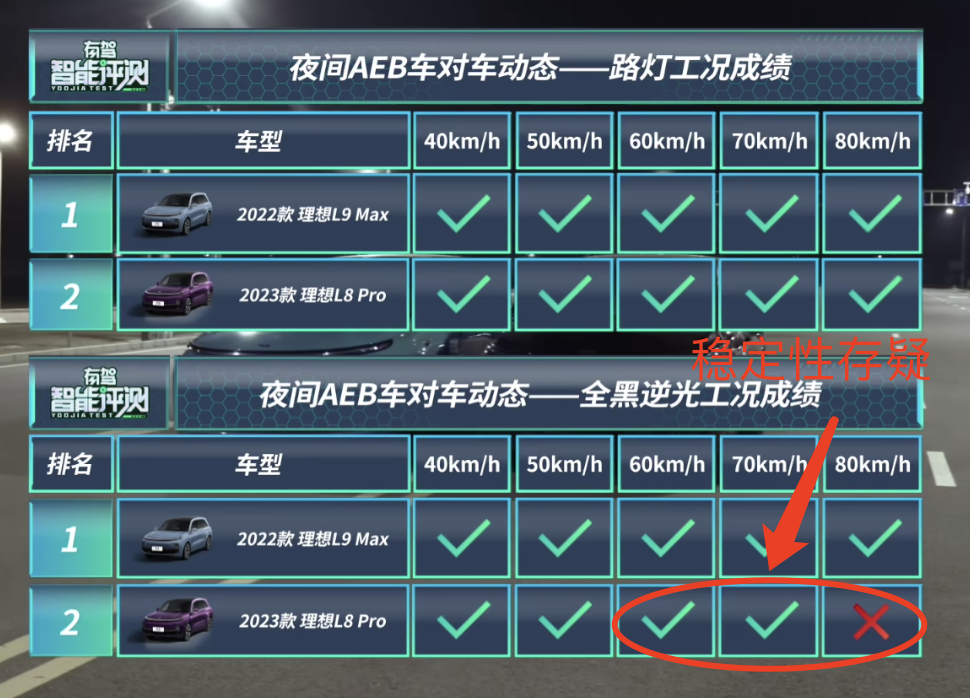 有驾
智能评测
YOOJIA TEST
夜间AEB车对车动态——路灯工况成绩
排名 车型 40km/h 50km/h 60km/h 70km/h 80km/h
1 2022款 理想L9 Max
2 2023款 理想L8 Pro
稳定性存疑
有驾
智能评测
YOOJIA TEST
夜间AEB车对车动态——全黑逆光工况成绩
排名 车型 40km/h 50km/h 60km/h 70km/h 80km/h
1 2022款 理想L9 Max
2 2023款 理想L8 Pro